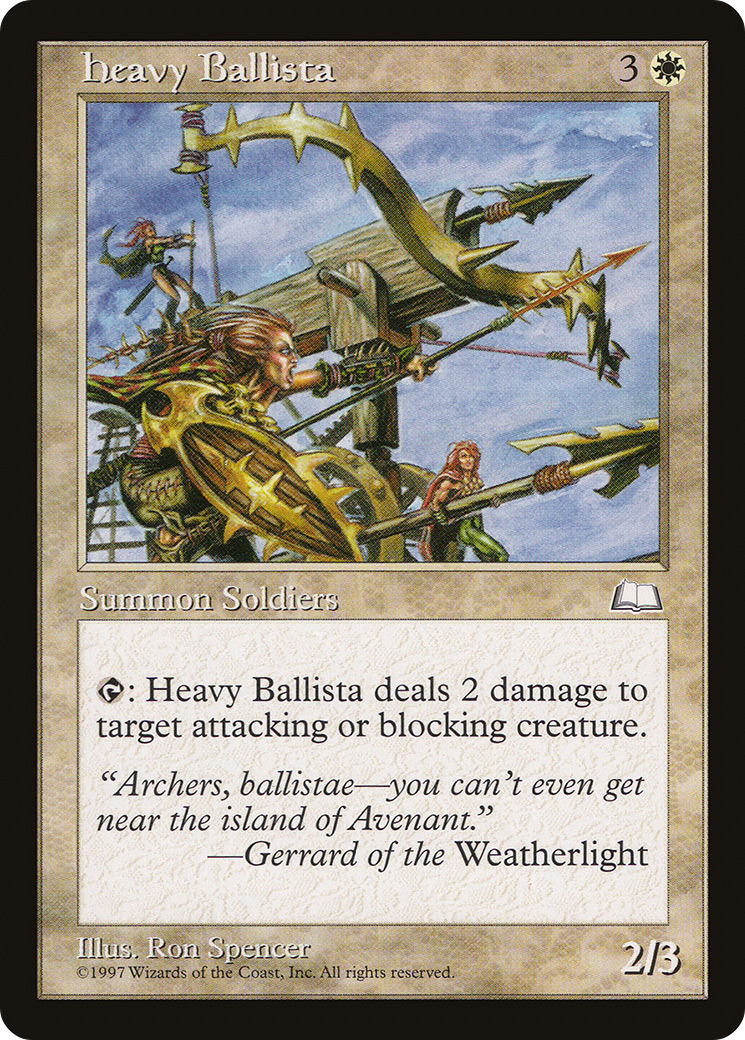 Heavy Ballista 3
Summon Soldiers
: Heavy Ballista deals 2 damage to
target attacking or blocking creature.
“Archers, ballistae—you can’t even get
near the island of Avenant.”
—Gerrard of the Weatherlight
Illus. Ron Spencer
©1997 Wizards of the Coast, Inc. All rights reserved.
2/3